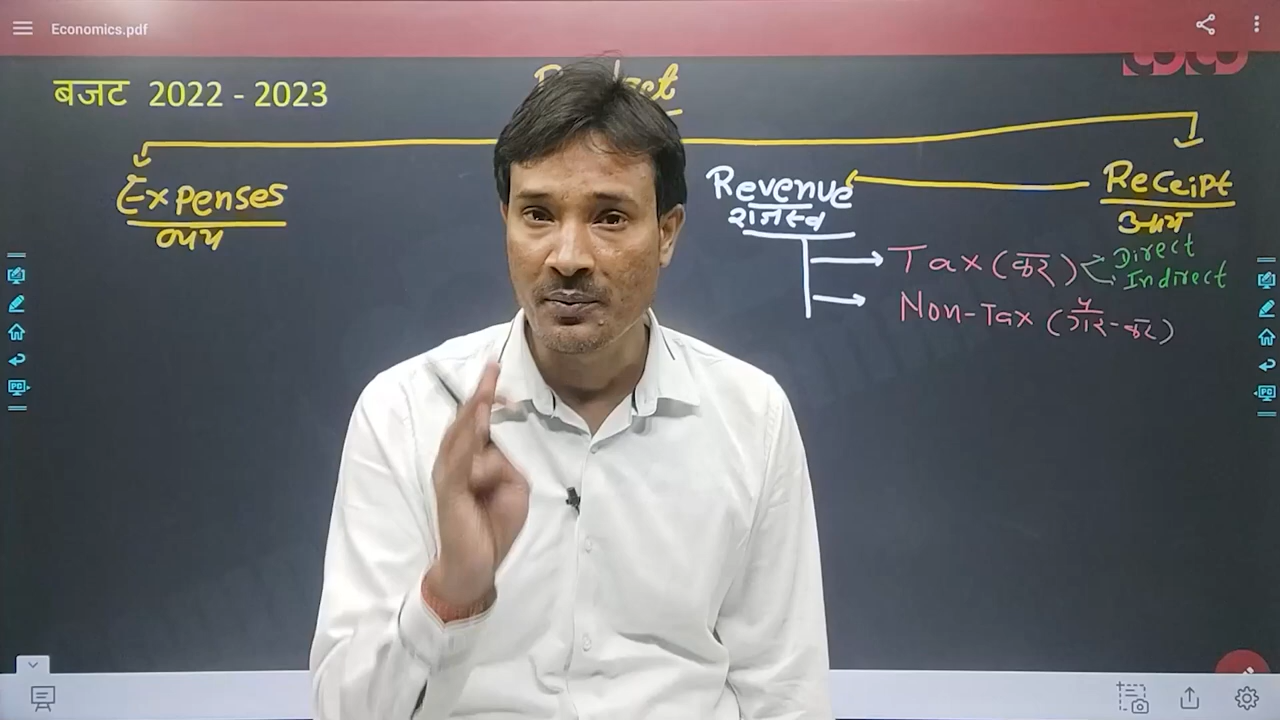 Economics.pdf
बजट 2022 - 2023
Expenses
व्यय
Revenue
राजस्व
Receipt
आय
Tax (कर)
Direct
Indirect
Non-Tax (गैर-कर)